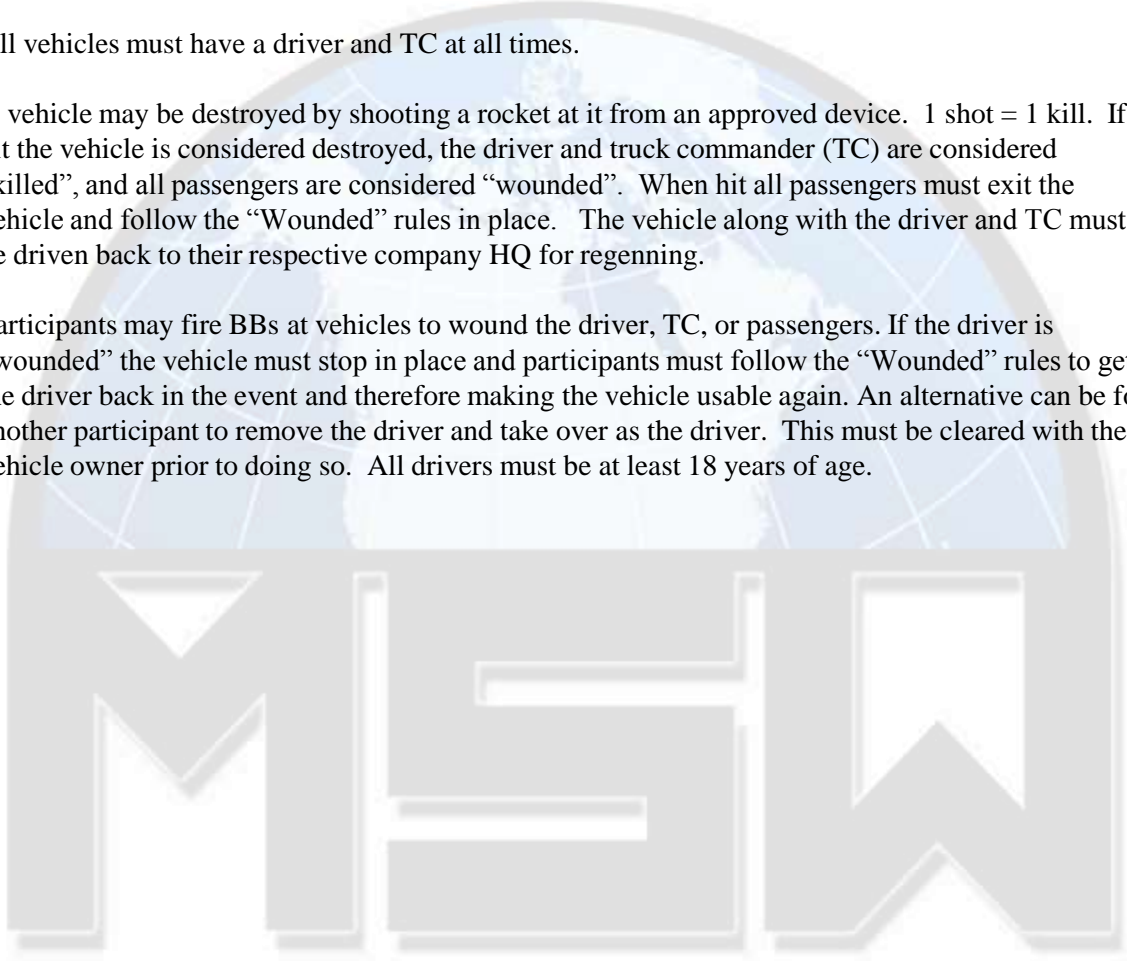 ll vehicles must have a driver and TC at all times.
vehicle may be destroyed by shooting a rocket at it from an approved device.  1 shot = 1 kill.  If
it the vehicle is considered destroyed, the driver and truck commander (TC) are considered
killed”, and all passengers are considered “wounded”.  When hit all passengers must exit the
ehicle and follow the “Wounded” rules in place.   The vehicle along with the driver and TC must
e driven back to their respective company HQ for regenning.
articipants may fire BBs at vehicles to wound the driver, TC, or passengers. If the driver is
wounded” the vehicle must stop in place and participants must follow the “Wounded” rules to get
he driver back in the event and therefore making the vehicle usable again. An alternative can be fo
nother participant to remove the driver and take over as the driver.  This must be cleared with the
ehicle owner prior to doing so.  All drivers must be at least 18 years of age.
MSW